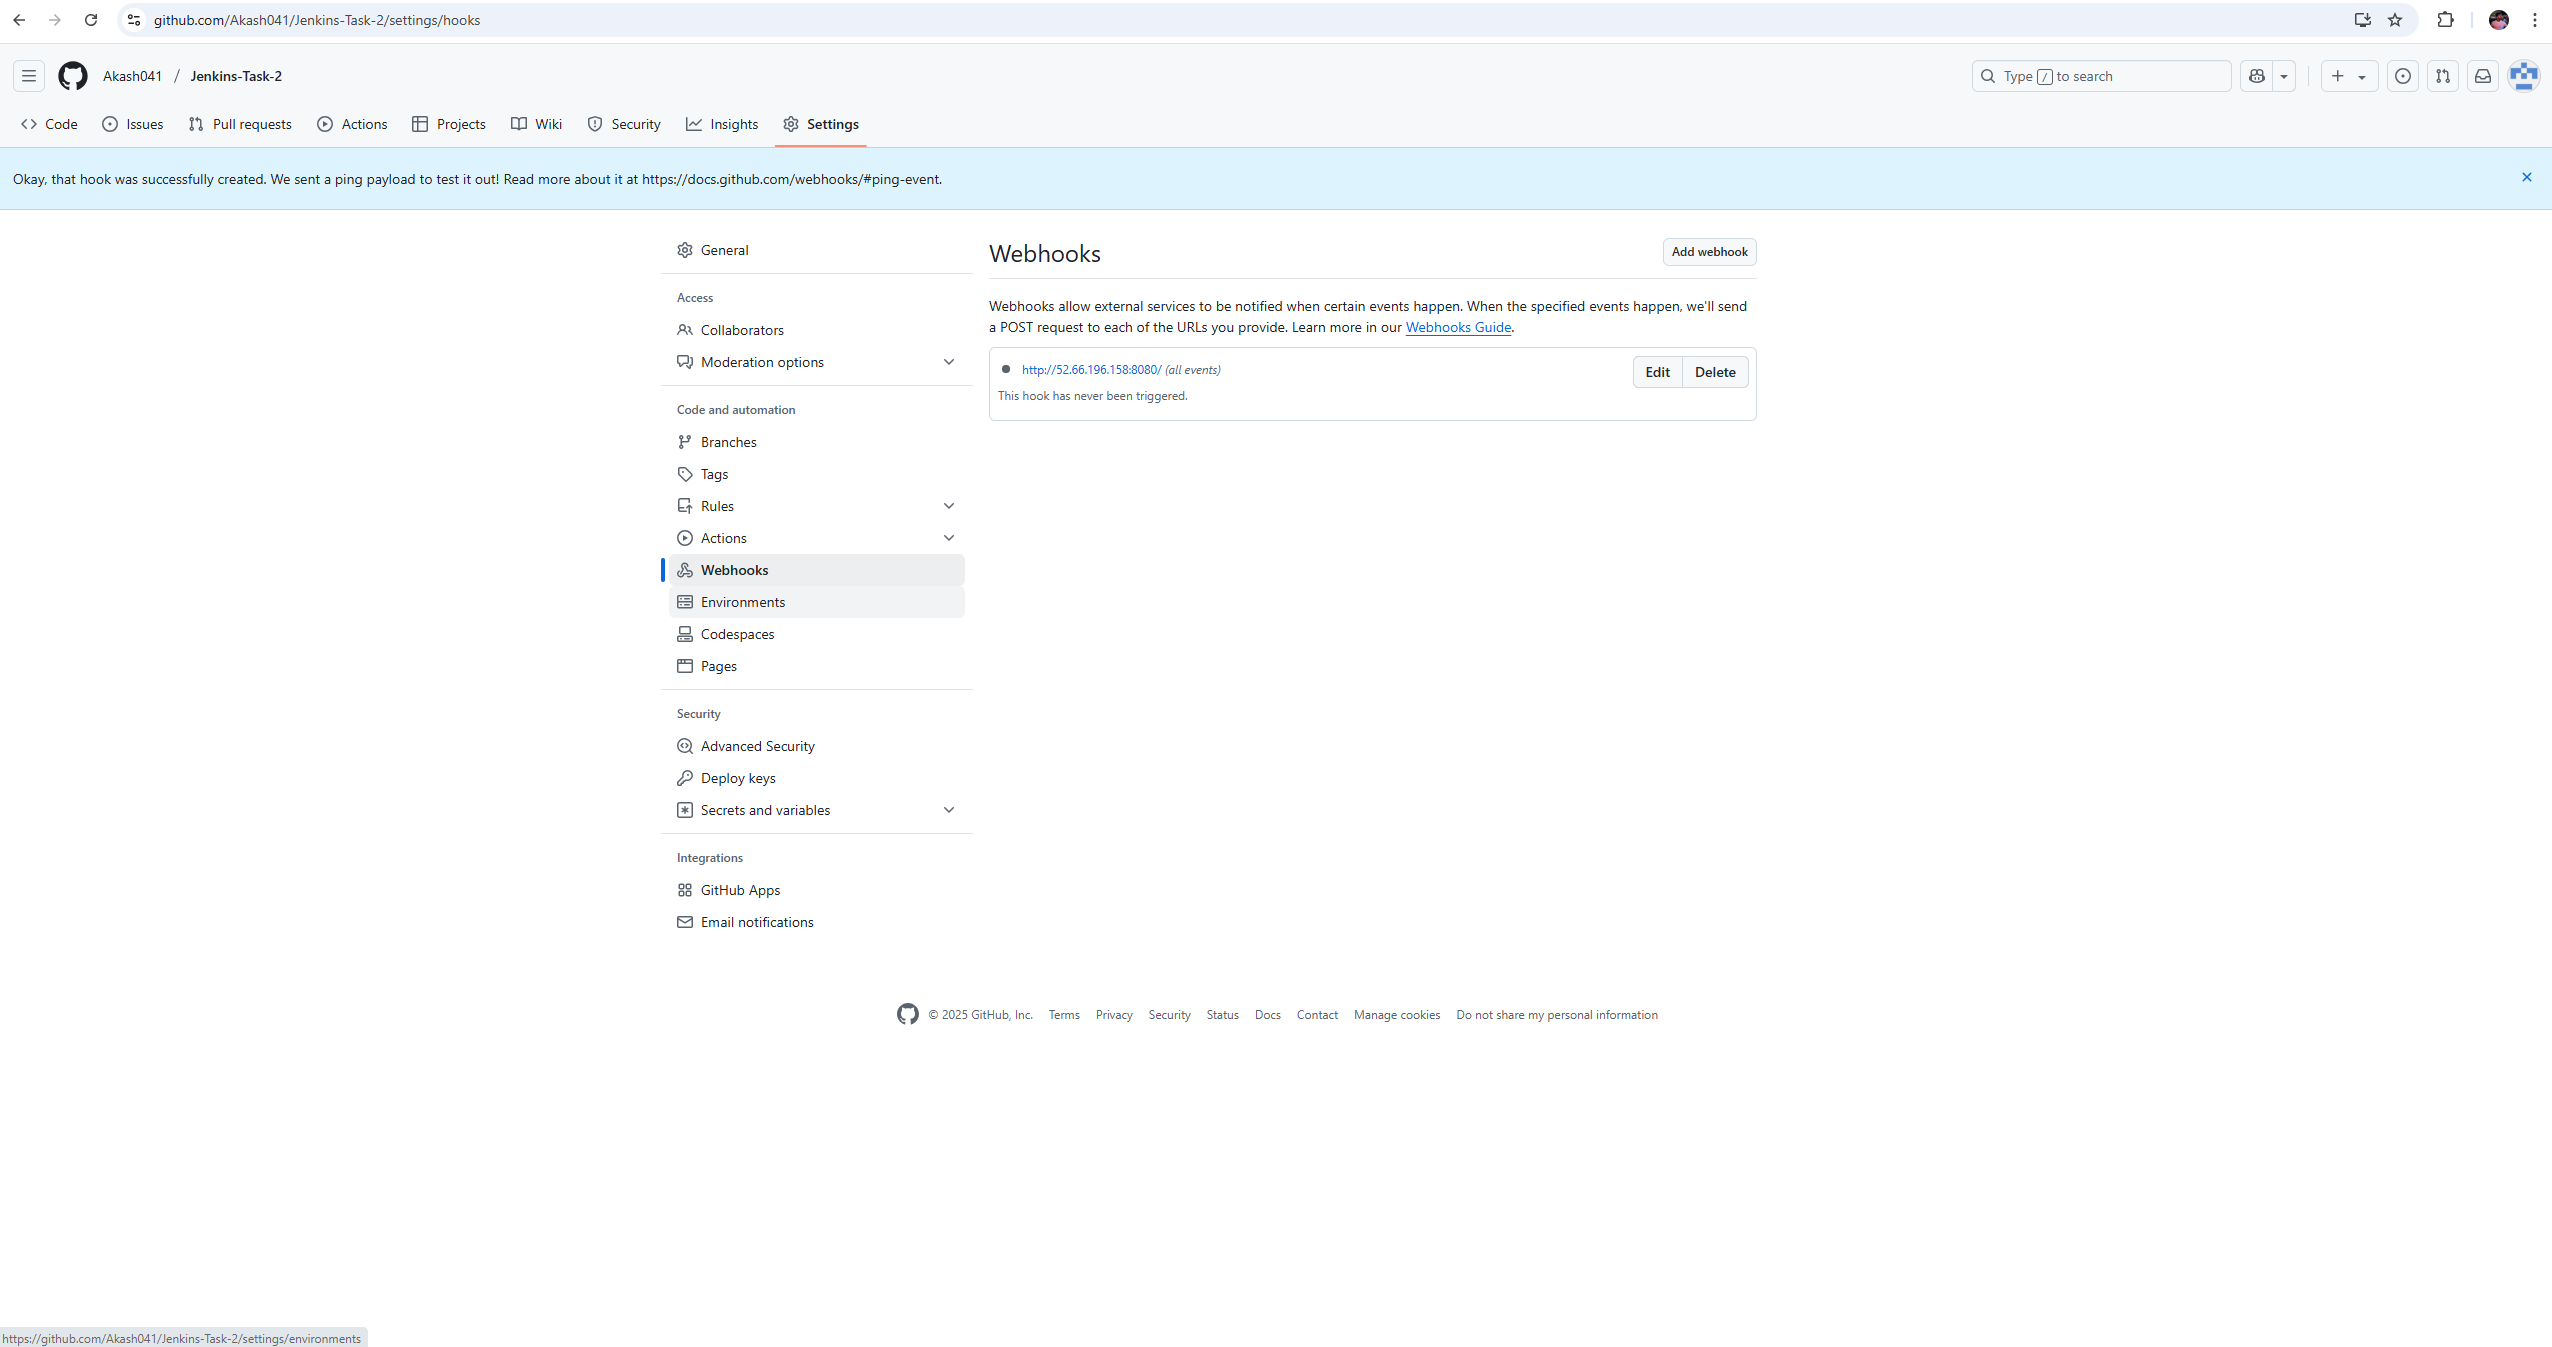 github.com/Akash041/Jenkins-Task-2/settings/hooks
Akash041 / Jenkins-Task-2
Type / to search
Code Issues Pull requests Actions Projects Wiki Security Insights Settings
Okay, that hook was successfully created. We sent a ping payload to test it out! Read more about it at https://docs.github.com/webhooks/#ping-event.
General
Access
Collaborators
Moderation options
Code and automation
Branches
Tags
Rules
Actions
Webhooks
Environments
Codespaces
Pages
Security
Advanced Security
Deploy keys
Secrets and variables
Integrations
GitHub Apps
Email notifications
Webhooks
Add webhook
Webhooks allow external services to be notified when certain events happen. When the specified events happen, we'll send
a POST request to each of the URLs you provide. Learn more in our Webhooks Guide.
http://52.66.196.158:8080/ (all events)
Edit Delete
This hook has never been triggered.
© 2025 GitHub, Inc. Terms Privacy Security Status Docs Contact Manage cookies Do not share my personal information
https://github.com/Akash041/Jenkins-Task-2/settings/environments